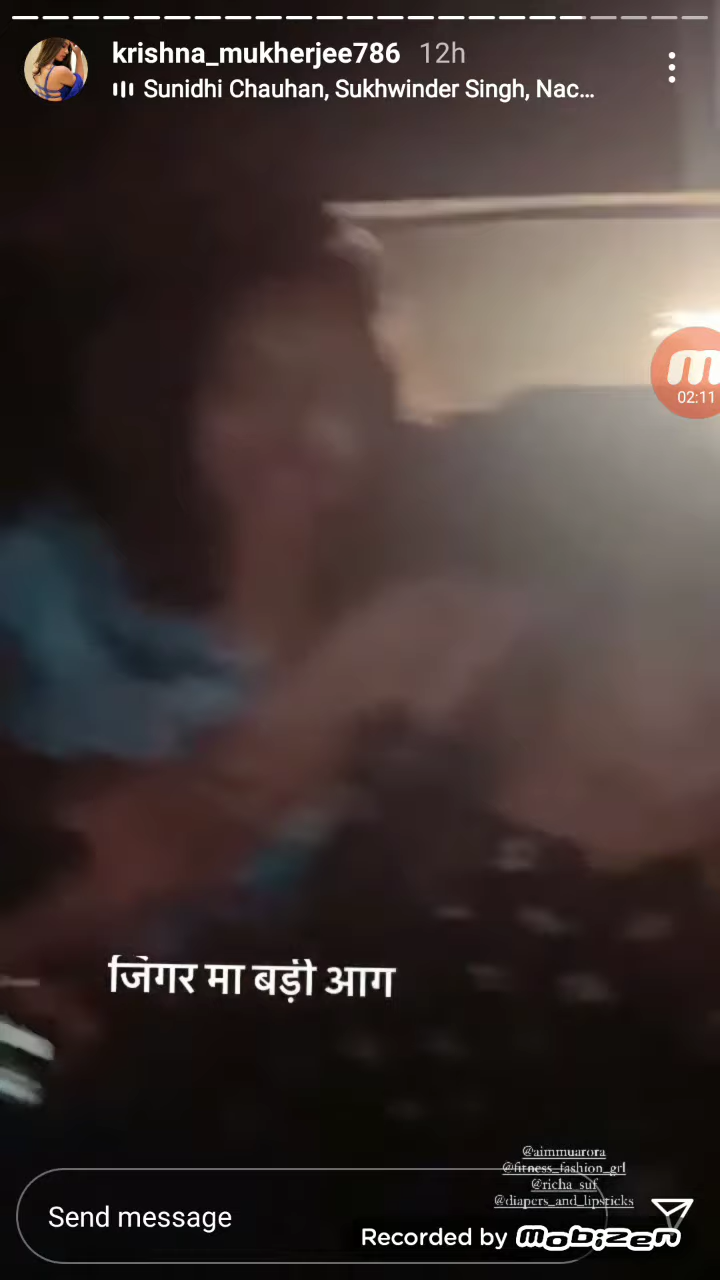 krishna_mukherjee786 12h
Sunidhi Chauhan, Sukhwinder Singh, Nac...
m
02:11
जिगर मा बड़ी आग
@aimmuarora
@fitness_fashion_grl
@richa_suf
@diapers_and_lipsticks
Send message
Recorded by mobizen